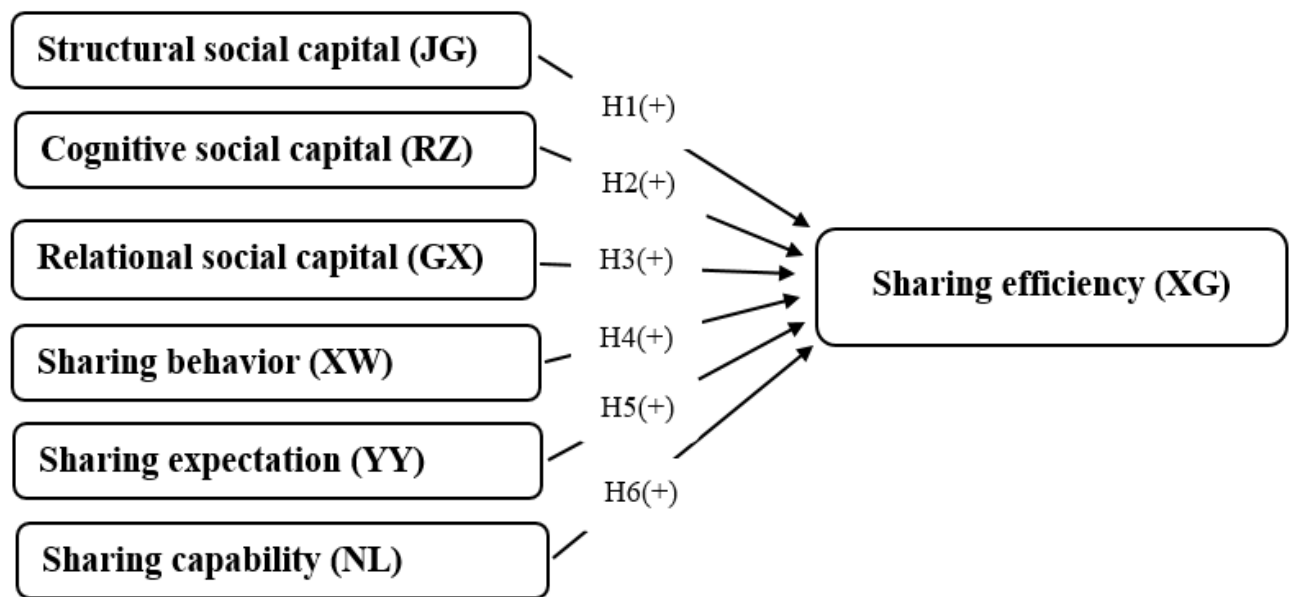 Structural social capital (JG)
H1(+)
Cognitive social capital (RZ)
H2(+)
Relational social capital (GX)
H3(+)
Sharing efficiency (XG)
Sharing behavior (XW)
H4(+)
Sharing expectation (YY)
H5(+)
Sharing capability (NL)
H6(+)